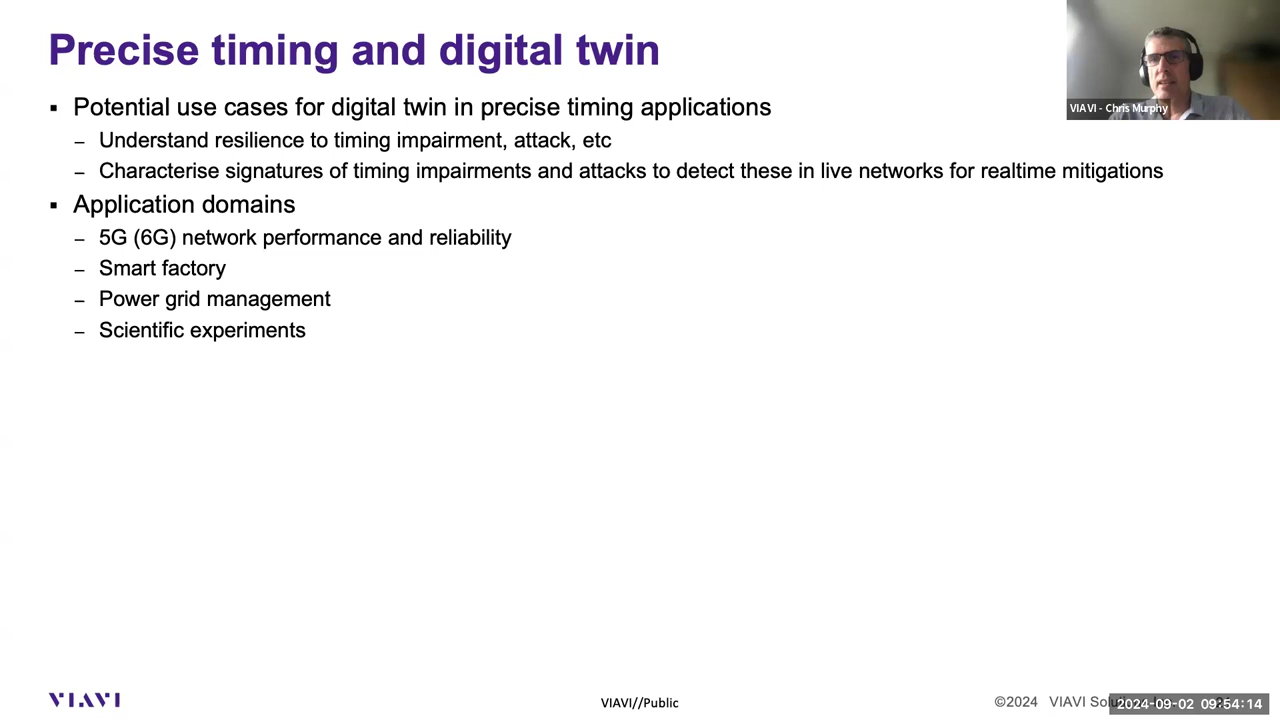 Precise timing and digital twin
VIAVI - Chris Murphy
▪ Potential use cases for digital twin in precise timing applications
– Understand resilience to timing impairment, attack, etc
– Characterise signatures of timing impairments and attacks to detect these in live networks for realtime mitigations
▪ Application domains
– 5G (6G) network performance and reliability
– Smart factory
– Power grid management
– Scientific experiments
VIAVI
VIAVI//Public
©2024 VIAVI
2024-09-02 09:54:14